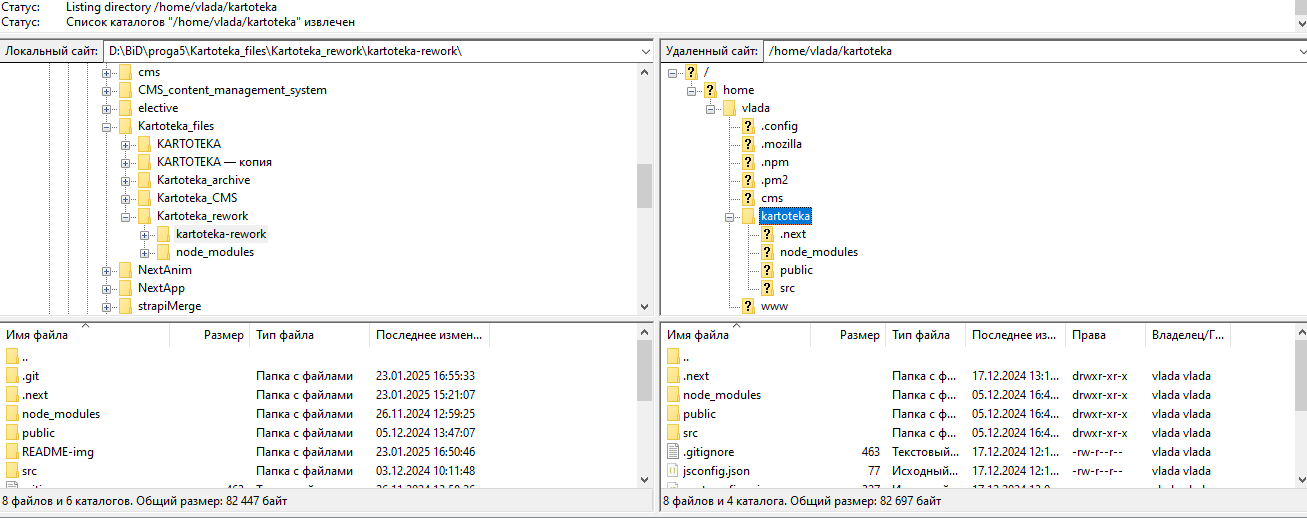 Статус: Listing directory /home/vlada/kartoteka
Статус: Список каталогов "/home/vlada/kartoteka" извлечен
Локальный сайт: D:\BiD\proga5\Kartoteka_files\Kartoteka_rework\kartoteka-rework\
cms
CMS_content_management_system
elective
Kartoteka_files
KARTOTEKA
KARTOTEKA — копия
Kartoteka_archive
Kartoteka_CMS
Kartoteka_rework
kartoteka-rework
node_modules
NextAnim
NextApp
strapiMerge
Удаленный сайт: /home/vlada/kartoteka
/
home
vlada
.config
.mozilla
.npm
.pm2
cms
kartoteka
.next
node_modules
public
src
www
Имя файла Размер Тип файла Последнее измен...
..
.git Папка с файлами 23.01.2025 16:55:33
.next Папка с файлами 23.01.2025 15:21:07
node_modules Папка с файлами 26.11.2024 12:59:25
public Папка с файлами 05.12.2024 13:47:07
README-img Папка с файлами 23.01.2025 16:50:46
src Папка с файлами 03.12.2024 10:11:48
8 файлов и 6 каталогов. Общий размер: 82 447 байт
Имя файла Размер Тип файла Последнее из... Права Владелец/Г...
..
.next Папка с ф... 17.12.2024 13:1... drwxr-xr-x vlada vlada
node_modules Папка с ф... 05.12.2024 16:4... drwxr-xr-x vlada vlada
public Папка с ф... 05.12.2024 16:4... drwxr-xr-x vlada vlada
src Папка с ф... 05.12.2024 16:4... drwxr-xr-x vlada vlada
.gitignore 463 Текстовый... 17.12.2024 12:1... -rw-r--r-- vlada vlada
jsconfig.json 77 Исходный... 17.12.2024 12:1... -rw-r--r-- vlada vlada
8 файлов и 4 каталога. Общий размер: 82 697 байт